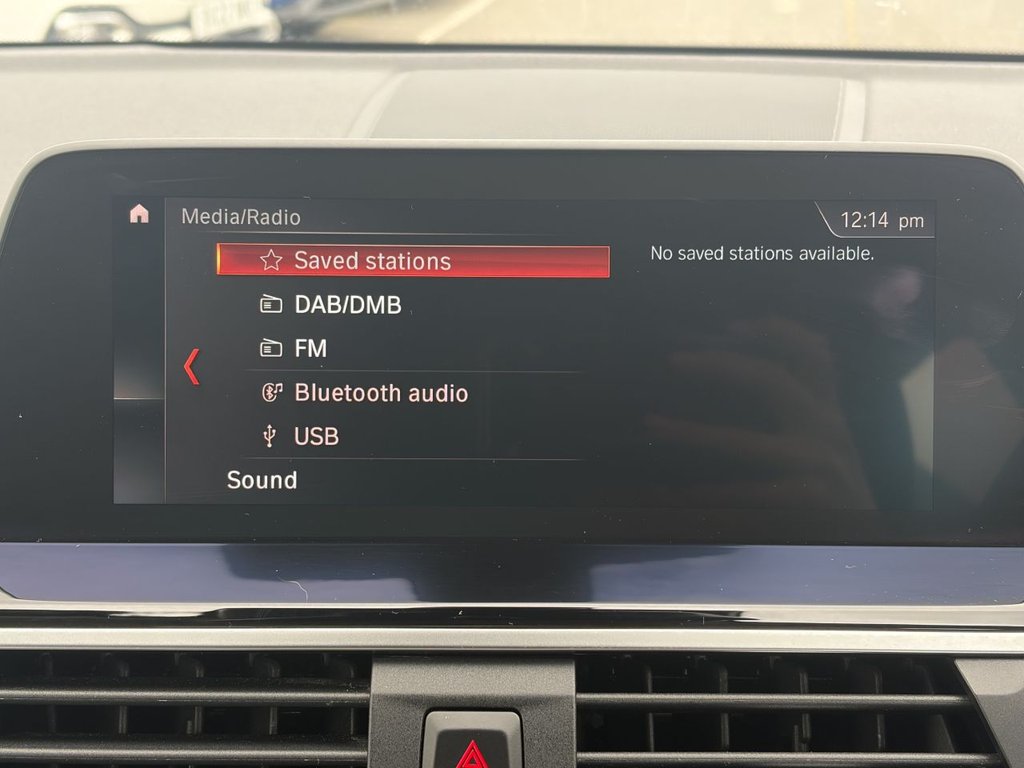 Media/Radio
12:14 pm
Saved stations
No saved stations available.
DAB/DMB
FM
Bluetooth audio
USB
Sound